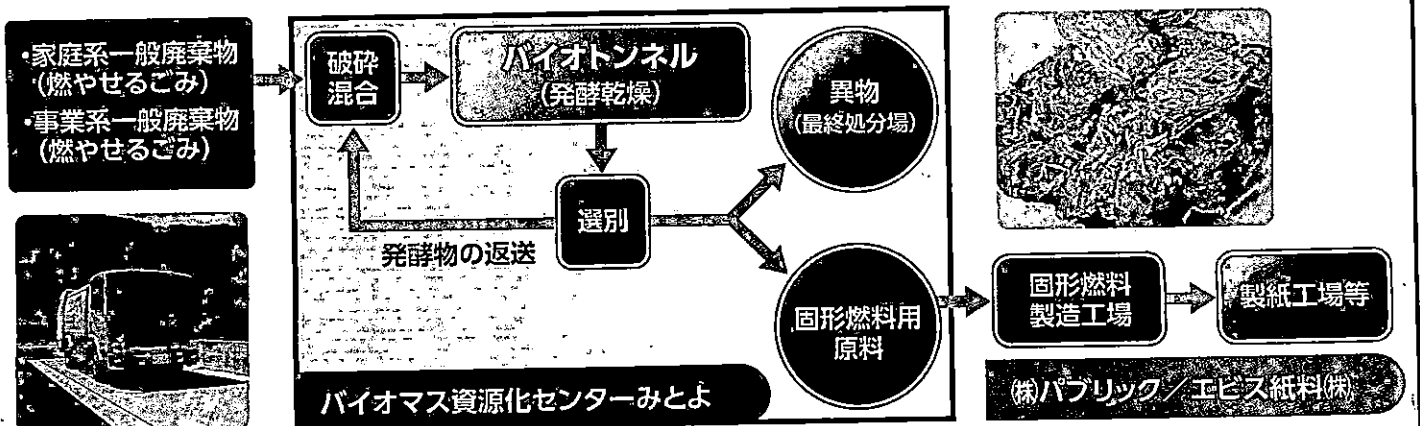 ・家庭系一般廃棄物
(燃やせるごみ)
・事業系一般廃棄物
(燃やせるごみ)
破砕
混合
バイオトンネル
(発酵乾燥)
選別
発酵物の返送
異物
(最終処分場)
固形燃料用
原料
バイオマス資源化センターみとよ
固形燃料
製造工場
製紙工場等
㈱パブリック/エビス紙料㈱